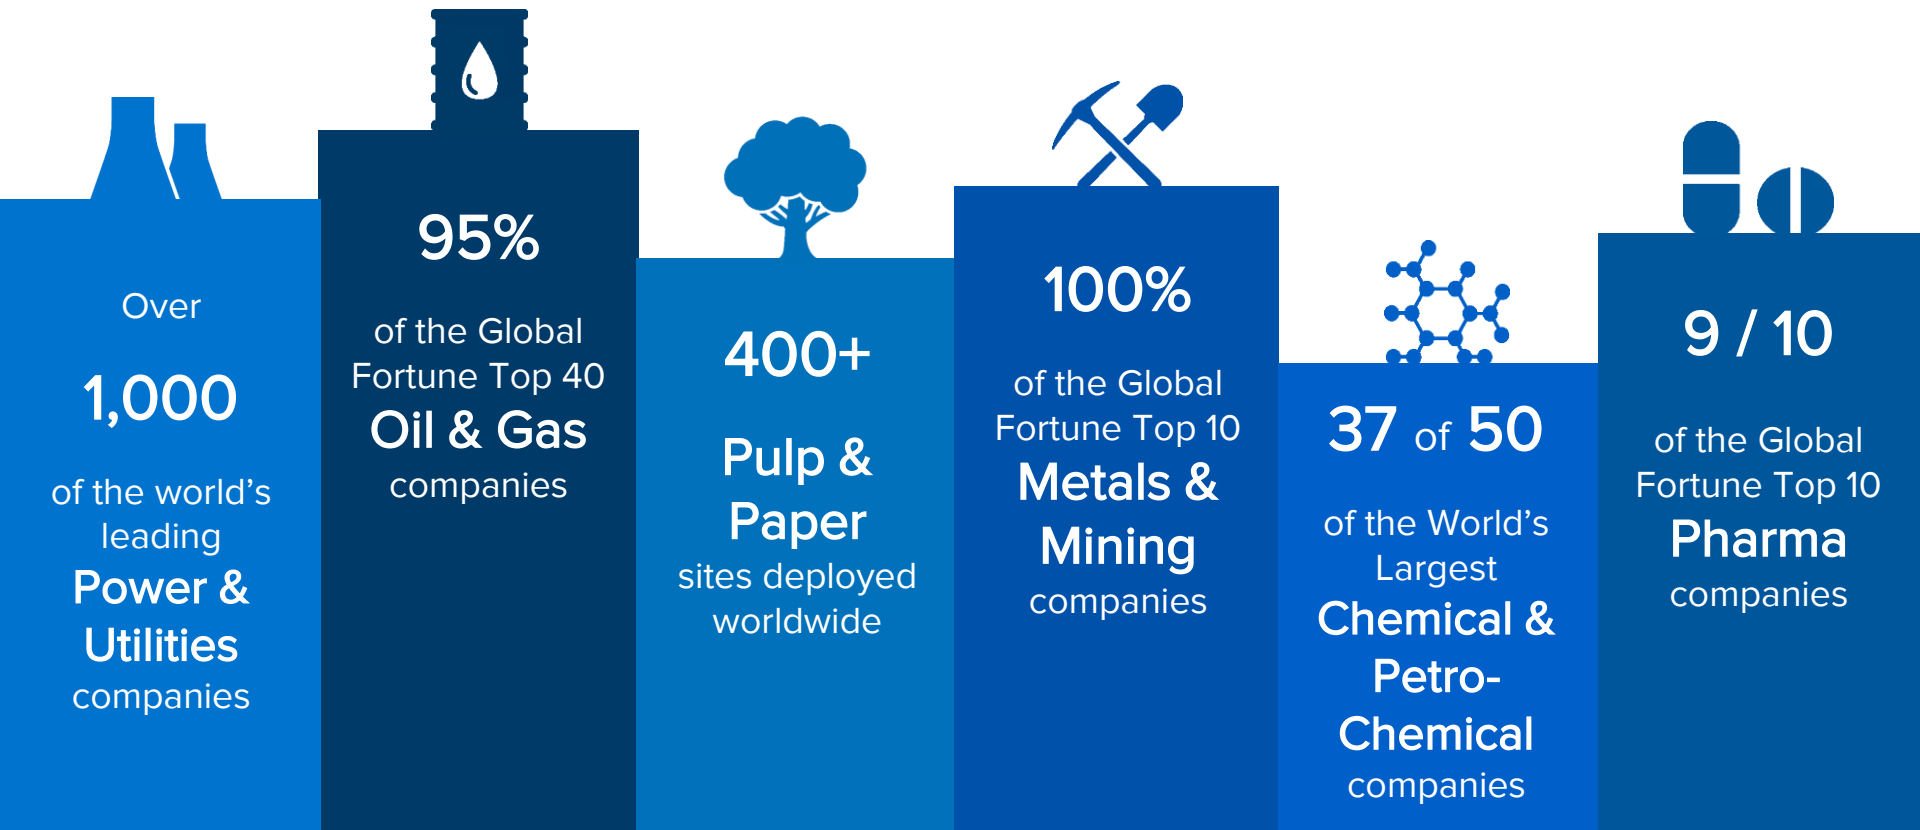 Over
1,000
of the world's
leading
Power &
Utilities
companies
95%
of the Global
Fortune Top 40
Oil & Gas
companies
400+
Pulp &
Paper
sites deployed
worldwide
100%
of the Global
Fortune Top 10
Metals &
Mining
companies
37 of 50
of the World's
Largest
Chemical &
Petro-
Chemical
companies
9 / 10
of the Global
Fortune Top 10
Pharma
companies